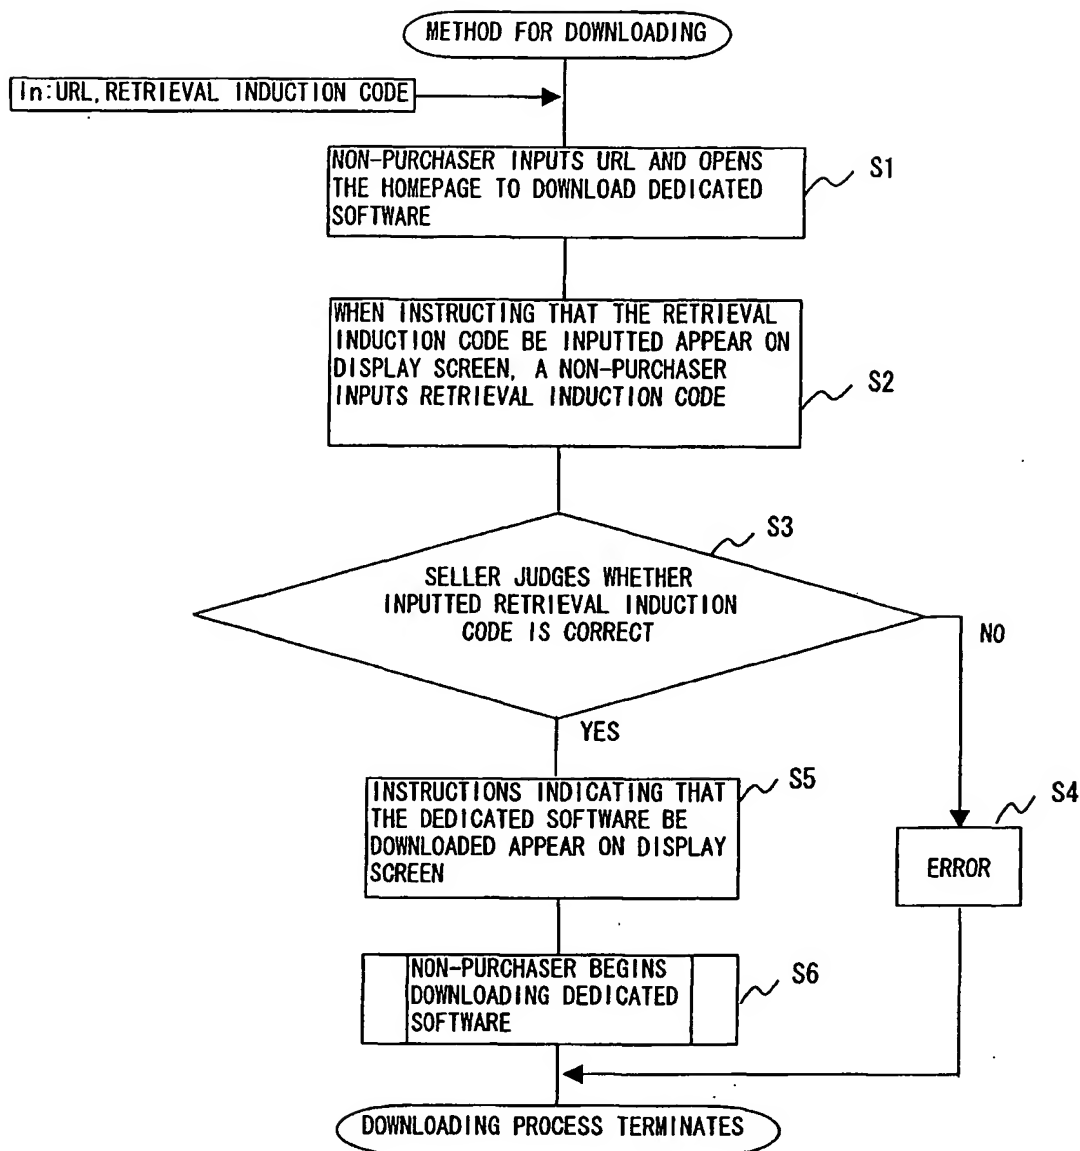 METHOD FOR DOWNLOADING
In:URL,RETRIEVAL INDUCTION CODE
NON-PURCHASER INPUTS URL AND OPENS
THE HOMEPAGE TO DOWNLOAD DEDICATED
SOFTWARE
S1
WHEN INSTRUCTING THAT THE RETRIEVAL
INDUCTION CODE BE INPUTTED APPEAR ON
DISPLAY SCREEN, A NON-PURCHASER
INPUTS RETRIEVAL INDUCTION CODE
S2
S3
SELLER JUDGES WHETHER
INPUTTED RETRIEVAL INDUCTION
CODE IS CORRECT
NO
YES
INSTRUCTIONS INDICATING THAT
THE DEDICATED SOFTWARE BE
DOWNLOADED APPEAR ON DISPLAY
SCREEN
S5
S4
ERROR
NON-PURCHASER BEGINS
DOWNLOADING DEDICATED
SOFTWARE
S6
DOWNLOADING PROCESS TERMINATES